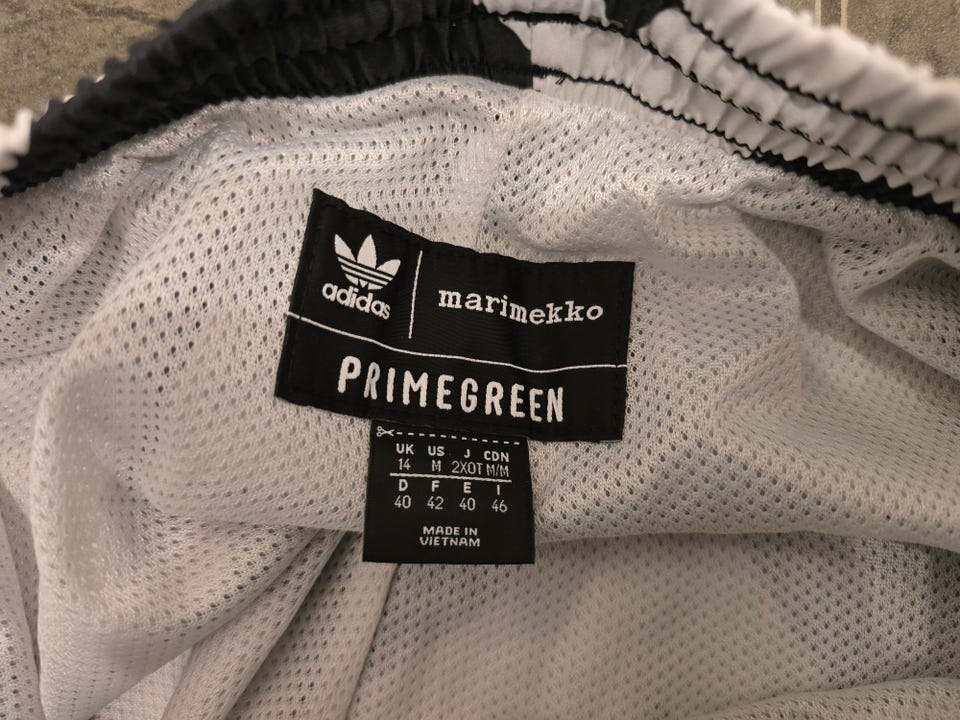 adidas
marimekko
PRIMEGREEN
UK US J CDN
14 M 2XOT M/M
D F E I
40 42 40 46
MADE IN
VIETNAM